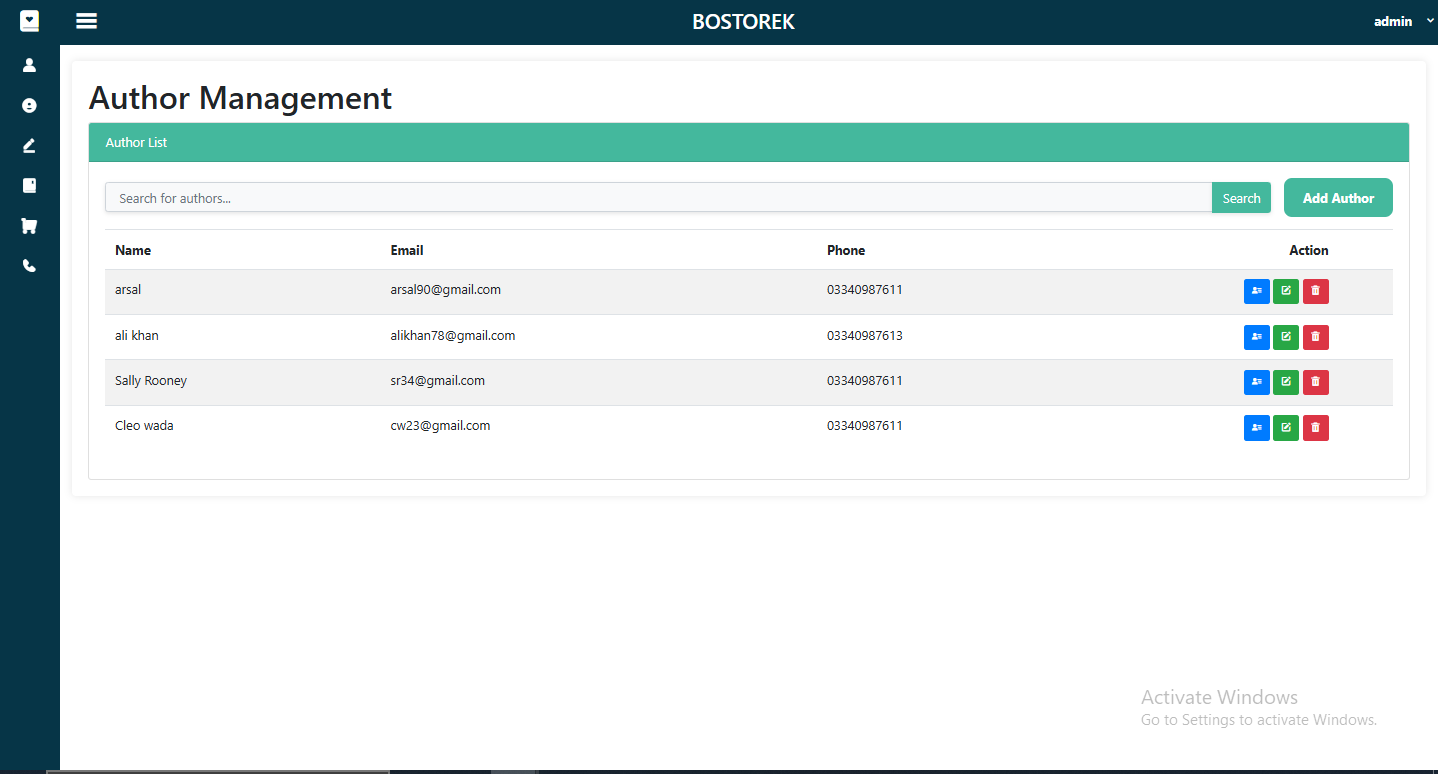 BOSTOREK
admin
Author Management
Author List
Search for authors...
Search
Add Author
Name Email Phone Action
arsal arsal90@gmail.com 03340987611
ali khan alikhan78@gmail.com 03340987613
Sally Rooney sr34@gmail.com 03340987611
Cleo wada cw23@gmail.com 03340987611
Activate Windows
Go to Settings to activate Windows.